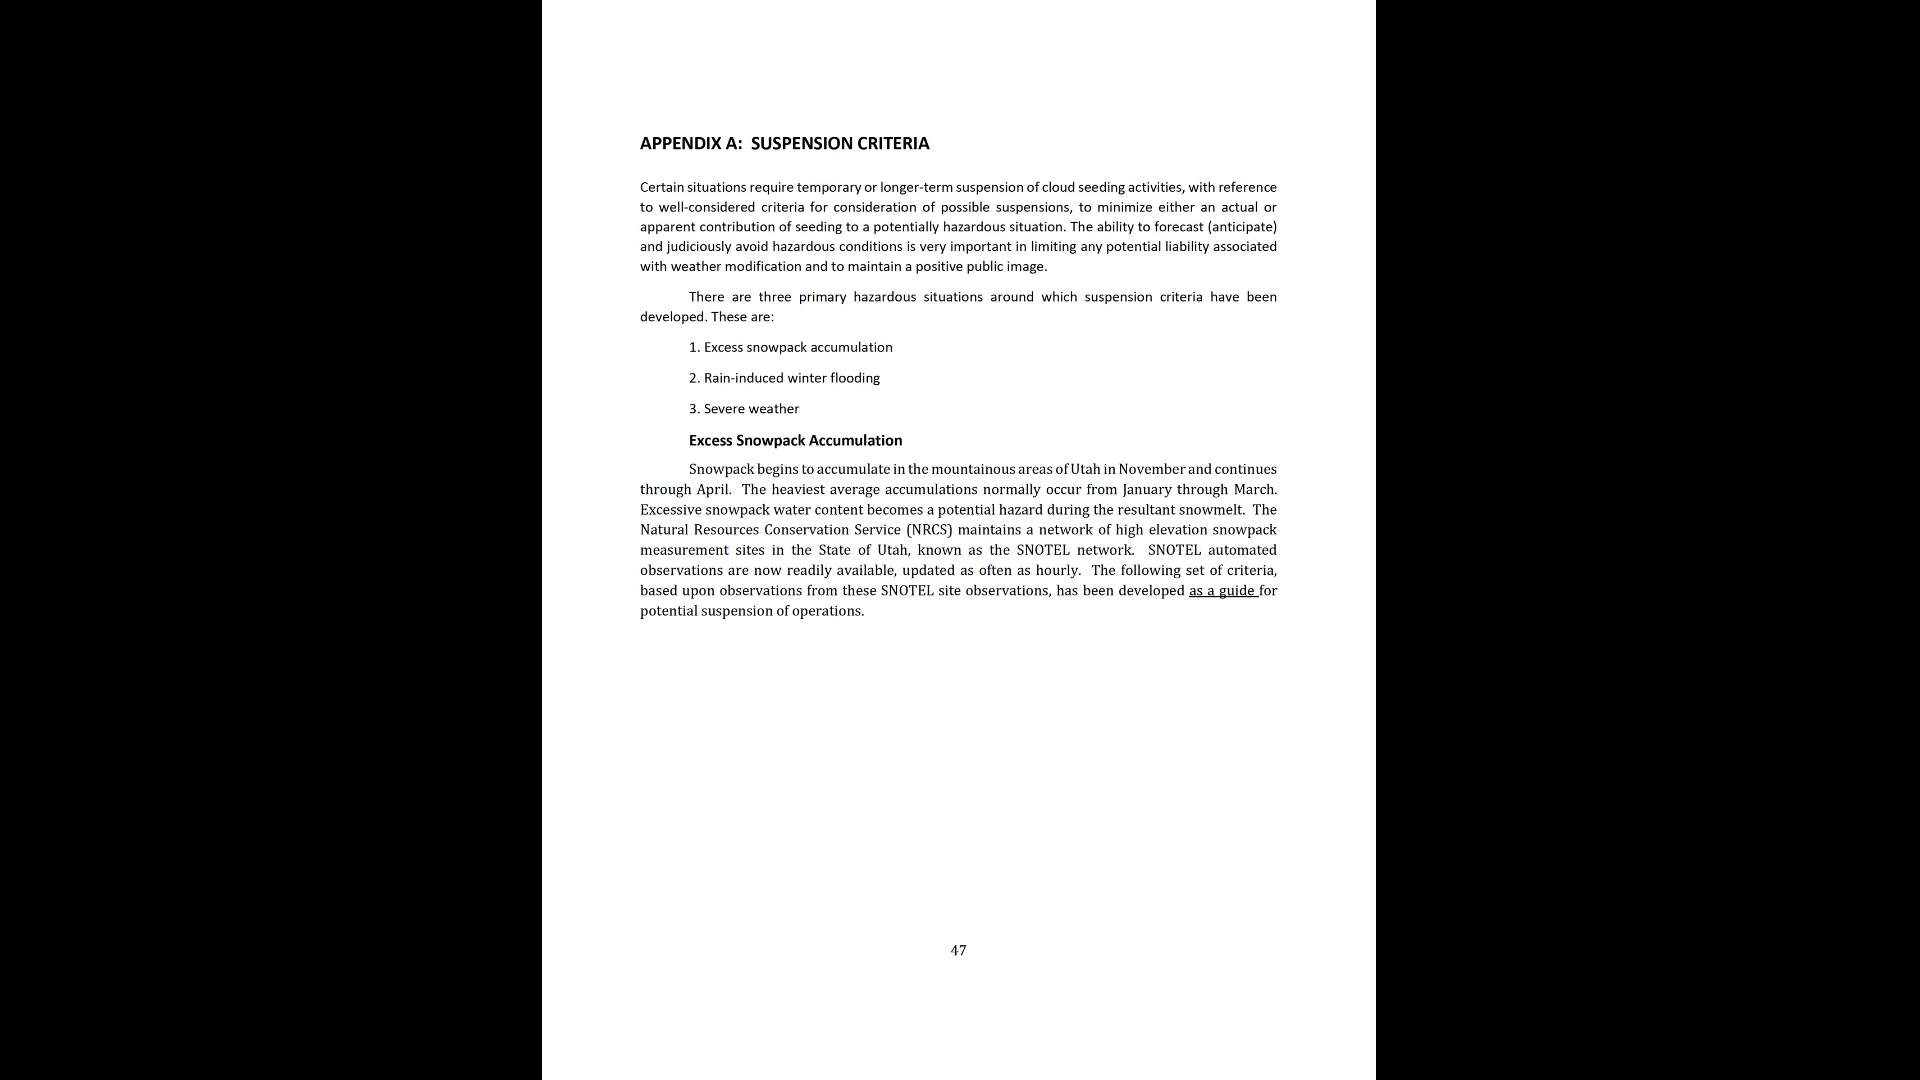 APPENDIX A:  SUSPENSION CRITERIA
Certain situations require temporary or longer-term suspension of cloud seeding activities, with reference
to well-considered criteria for consideration of possible suspensions, to minimize either an actual or
apparent contribution of seeding to a potentially hazardous situation. The ability to forecast (anticipate)
and judiciously avoid hazardous conditions is very important in limiting any potential liability associated
with weather modification and to maintain a positive public image.
There are three primary hazardous situations around which suspension criteria have been
developed. These are:
1. Excess snowpack accumulation
2. Rain-induced winter flooding
3. Severe weather
Excess Snowpack Accumulation
Snowpack begins to accumulate in the mountainous areas of Utah in November and continues
through April.  The heaviest average accumulations normally occur from January through March.
Excessive snowpack water content becomes a potential hazard during the resultant snowmelt.  The
Natural Resources Conservation Service (NRCS) maintains a network of high elevation snowpack
measurement sites in the State of Utah, known as the SNOTEL network.  SNOTEL automated
observations are now readily available, updated as often as hourly.  The following set of criteria,
based upon observations from these SNOTEL site observations, has been developed as a guide for
potential suspension of operations.
47